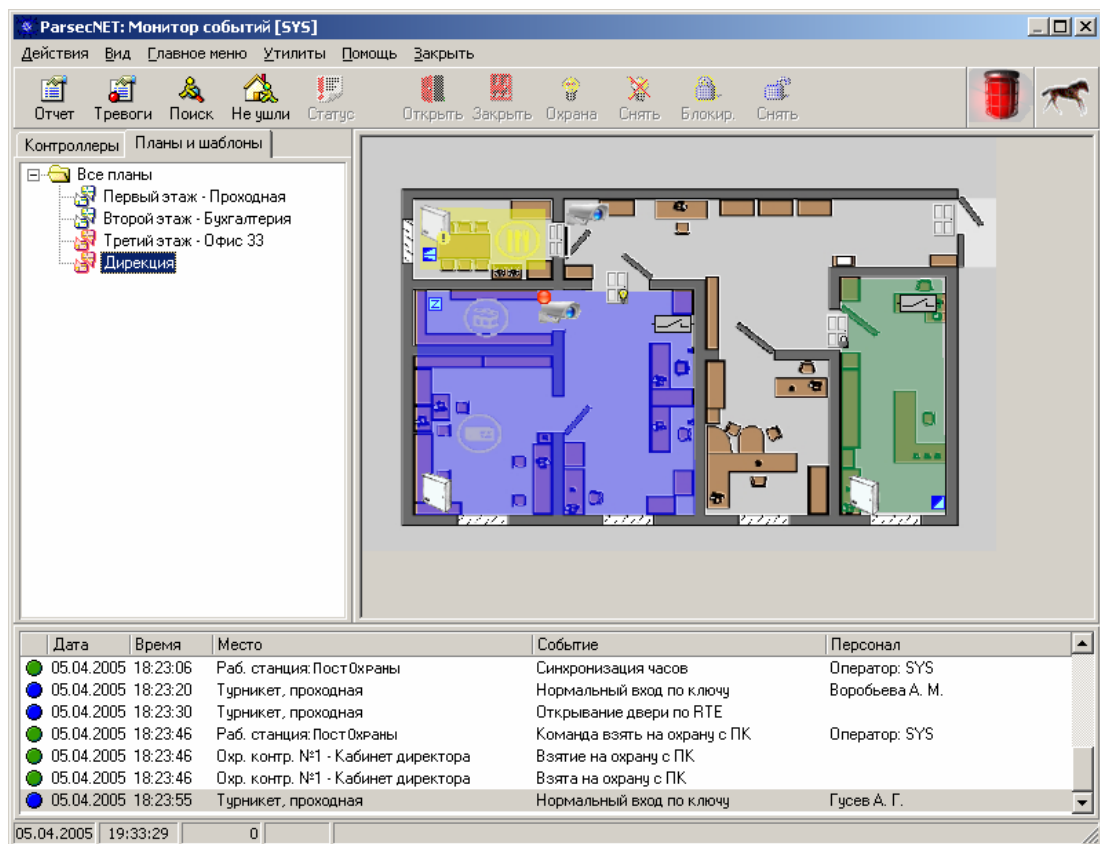 ParsecNET: Монитор событий [SYS]
Действия Вид Главное меню Утилиты Помощь Закрыть
Отчет Тревоги Поиск Не ушли Статус Открыть Закрыть Охрана Снять Блокир. Снять
Контроллеры Планы и шаблоны
Все планы
Первый этаж - Проходная
Второй этаж - Бухгалтерия
Третий этаж - Офис 33
Дирекция
Дата Время Место Событие Персонал
05.04.2005 18:23:06 Раб. станция:ПостОхраны Синхронизация часов Оператор: SYS
05.04.2005 18:23:20 Турникет, проходная Нормальный вход по ключу Воробьева А. М.
05.04.2005 18:23:30 Турникет, проходная Открывание двери по RTE
05.04.2005 18:23:46 Раб. станция:ПостОхраны Команда взять на охрану с ПК Оператор: SYS
05.04.2005 18:23:46 Охр. контр. №1 - Кабинет директора Взятие на охрану с ПК
05.04.2005 18:23:46 Охр. контр. №1 - Кабинет директора Взята на охрану с ПК
05.04.2005 18:23:55 Турникет, проходная Нормальный вход по ключу Гусев А. Г.
05.04.2005 19:33:29 0